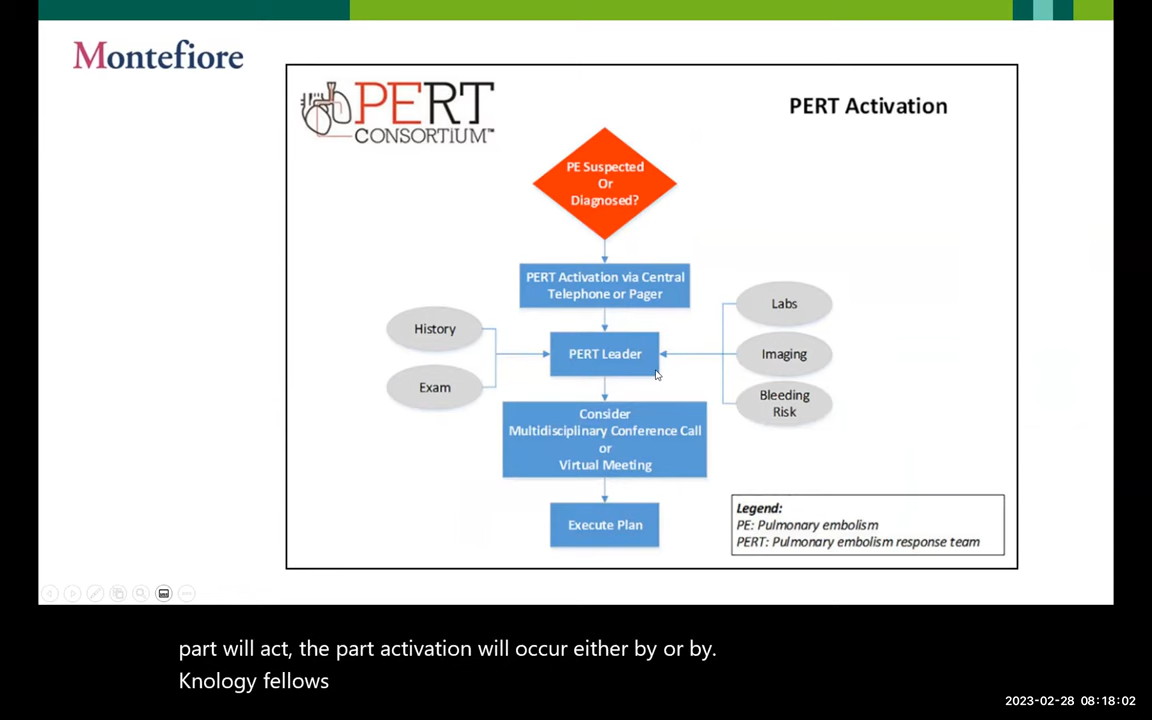 Montefiore
PERT
CONSORTIUM™
PERT Activation
PE Suspected
Or
Diagnosed?
PERT Activation via Central
Telephone or Pager
History
Exam
PERT Leader
Labs
Imaging
Bleeding
Risk
Consider
Multidisciplinary Conference Call
or
Virtual Meeting
Execute Plan
Legend:
PE: Pulmonary embolism
PERT: Pulmonary embolism response team
part will act, the part activation will occur either by or by.
Knology fellows
2023-02-28 08:18:02